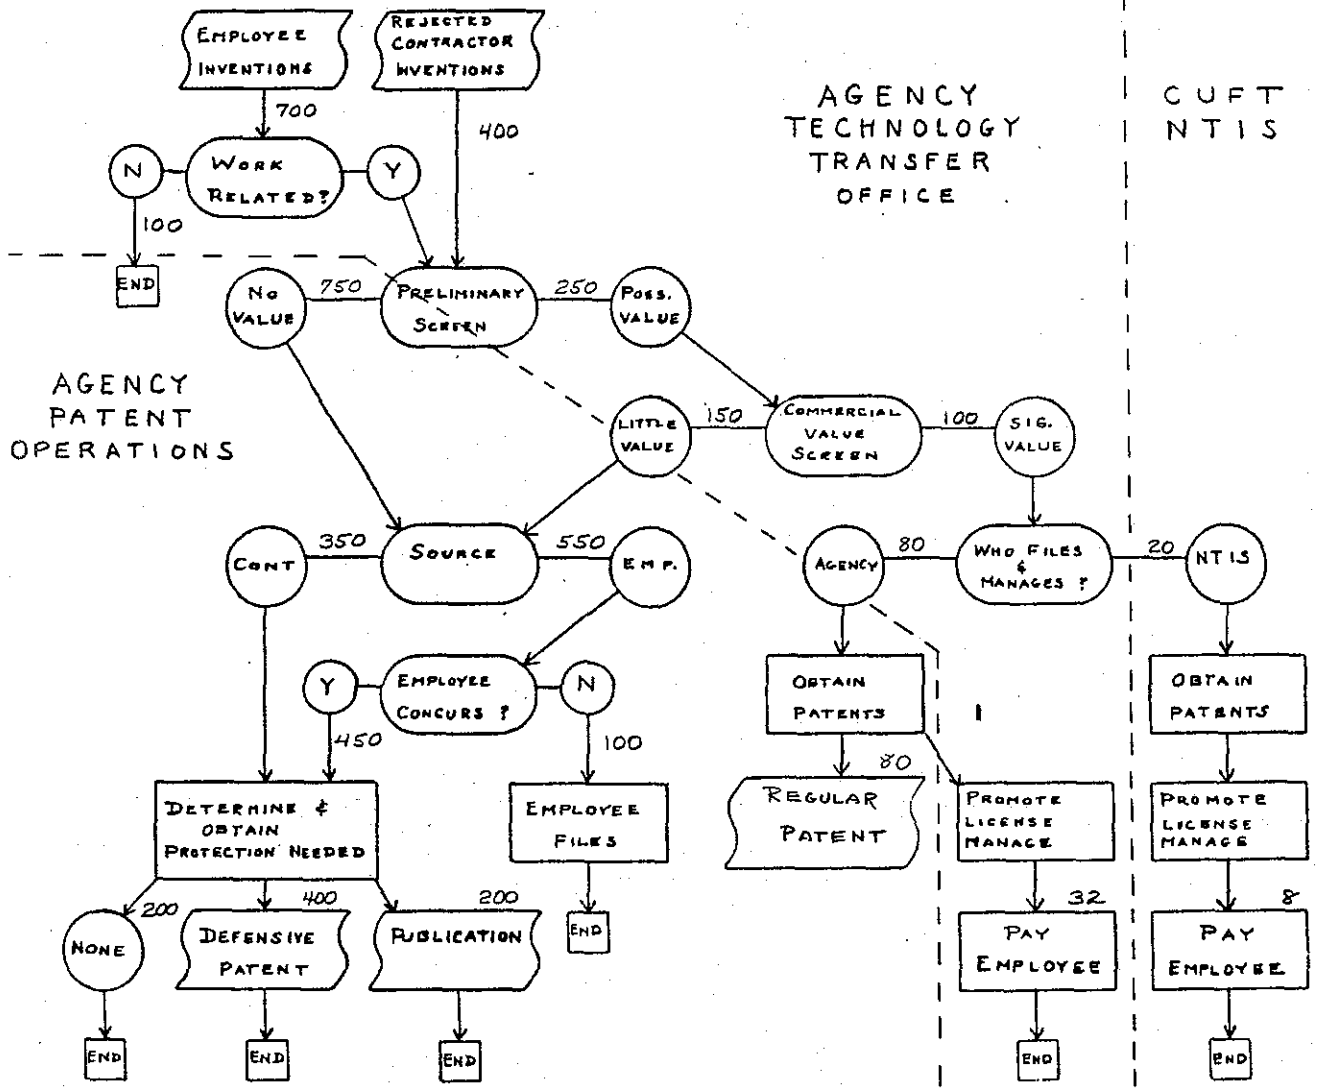 EMPLOYEE
INVENTIONS
REJECTED
CONTRACTOR
INVENTIONS
700
400
AGENCY
TECHNOLOGY
TRANSFER
OFFICE
CUFT
NTIS
N
WORK
RELATED?
Y
100
END
NO
VALUE
750
PRELIMINARY
SCREEN
250
POSS.
VALUE
AGENCY
PATENT
OPERATIONS
LITTLE
VALUE
150
COMMERCIAL
VALUE
SCREEN
100
SIG.
VALUE
CONT
350
SOURCE
550
EMP.
AGENCY
80
WHO FILES
&
MANAGES ?
20
NTIS
Y
EMPLOYEE
CONCURS ?
N
450
100
OBTAIN
PATENTS
OBTAIN
PATENTS
DETERMINE &
OBTAIN
PROTECTION NEEDED
EMPLOYEE
FILES
80
REGULAR
PATENT
PROMOTE
LICENSE
MANAGE
PROMOTE
LICENSE
MANAGE
200
400
200
32
8
NONE
DEFENSIVE
PATENT
PUBLICATION
END
PAY
EMPLOYEE
PAY
EMPLOYEE
END
END
END
END
END